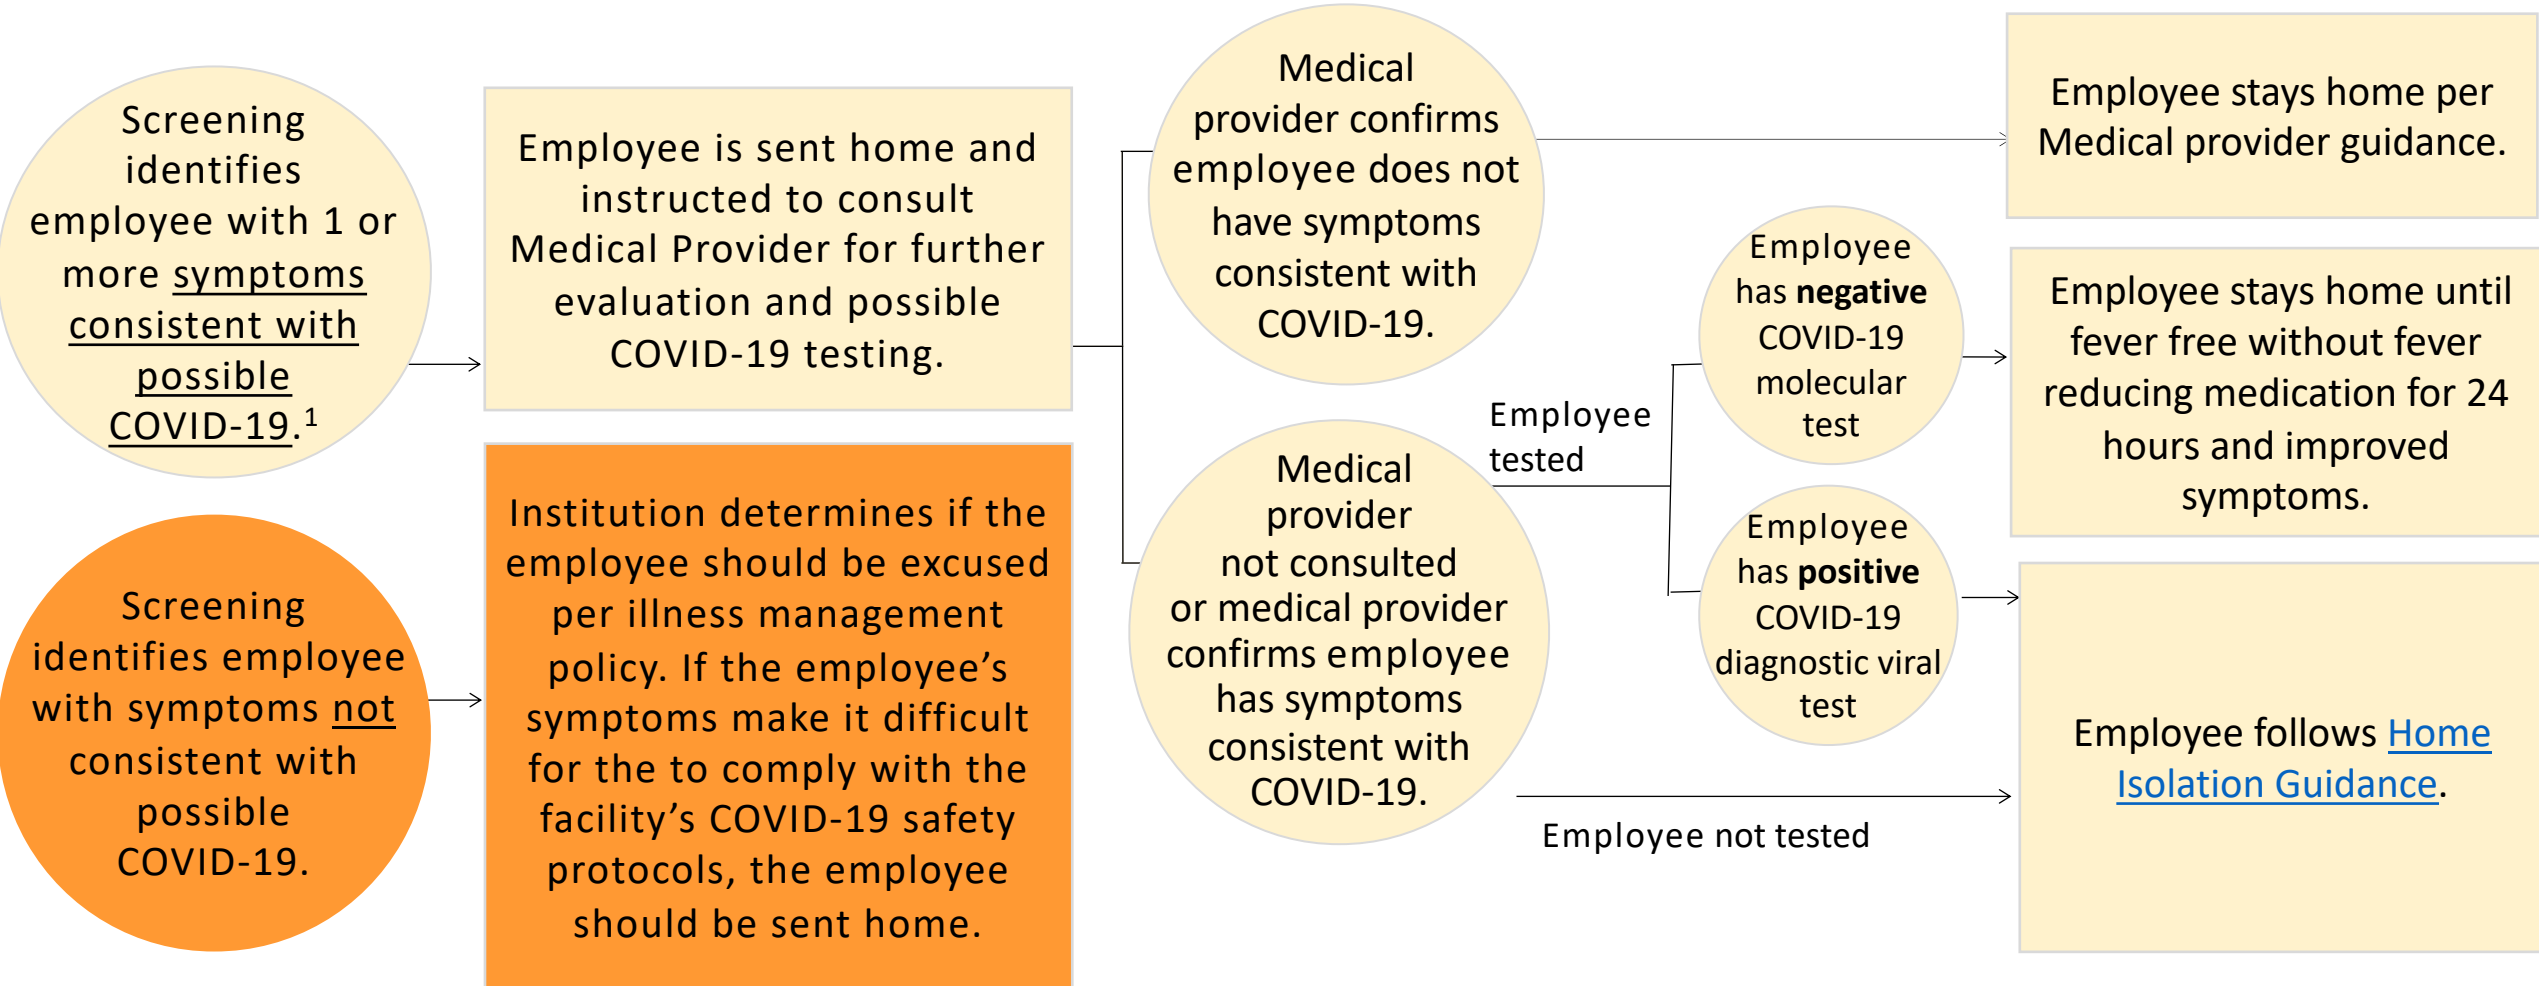 Screening
identifies
employee with 1 or
more symptoms
consistent with
possible
COVID-19.1
Employee is sent home and
instructed to consult
Medical Provider for further
evaluation and possible
COVID-19 testing.
Medical
provider confirms
employee does not
have symptoms
consistent with
COVID-19.
Employee stays home per
Medical provider guidance.
Screening
identifies employee
with symptoms not
consistent with
possible
COVID-19.
Institution determines if the
employee should be excused
per illness management
policy. If the employee’s
symptoms make it difficult
for the to comply with the
facility’s COVID-19 safety
protocols, the employee
should be sent home.
Medical
provider
not consulted
or medical provider
confirms employee
has symptoms
consistent with
COVID-19.
Employee
tested
Employee
has negative
COVID-19
molecular
test
Employee stays home until
fever free without fever
reducing medication for 24
hours and improved
symptoms.
Employee
has positive
COVID-19
diagnostic viral
test
Employee not tested
Employee follows Home
Isolation Guidance.